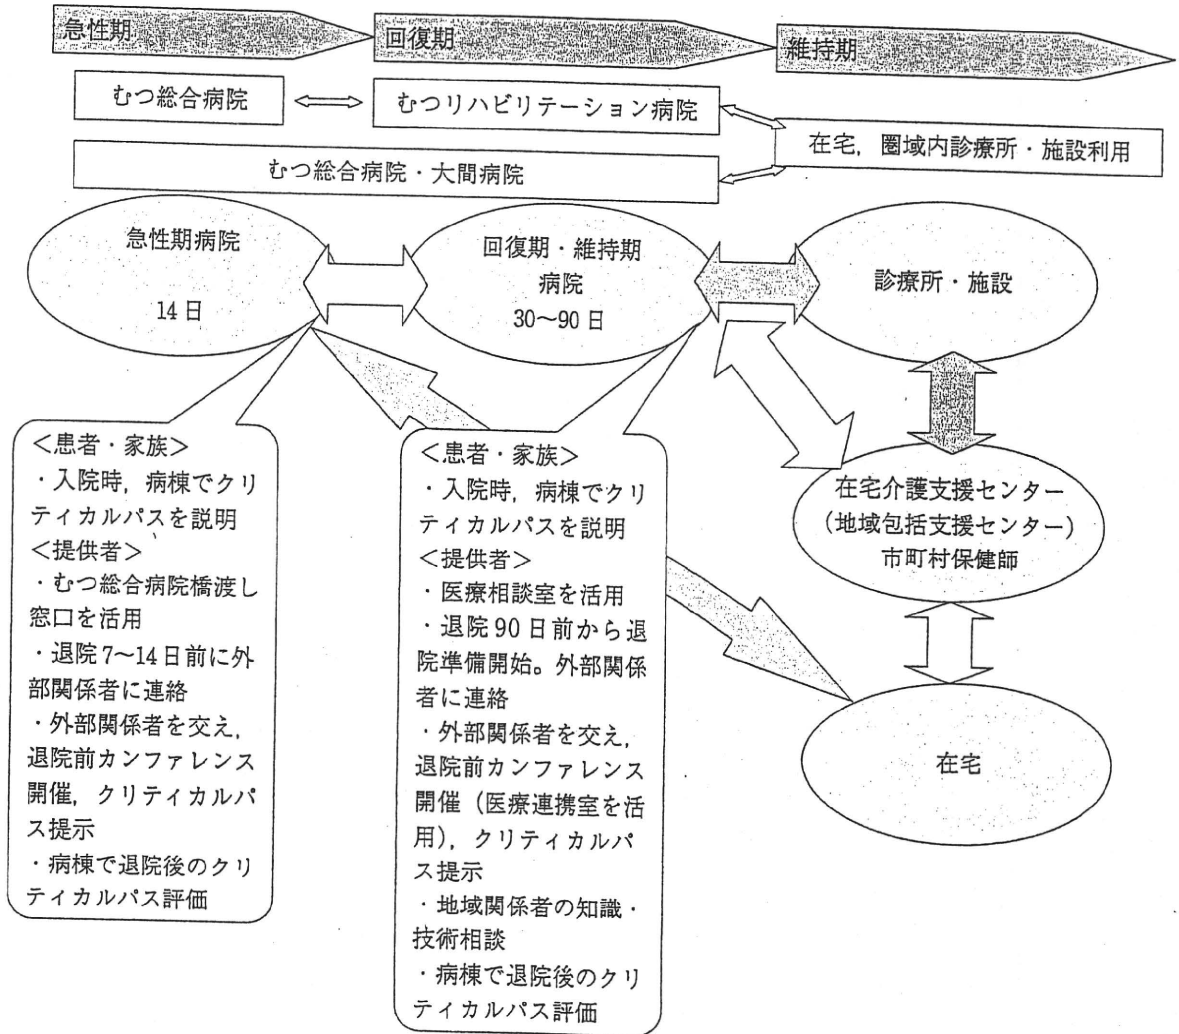 急性期
回復期
維持期
むつ総合病院
むつリハビリテーション病院
在宅，圏域内診療所・施設利用
むつ総合病院・大間病院
急性期病院
14日
回復期・維持期
病院
30〜90日
診療所・施設
＜患者・家族＞
・入院時，病棟でクリ
ティカルパスを説明
＜提供者＞
・むつ総合病院橋渡し
窓口を活用
・退院7〜14日前に外
部関係者に連絡
・外部関係者を交え，
退院前カンファレンス
開催，クリティカルパ
ス提示
・病棟で退院後のクリ
ティカルパス評価
＜患者・家族＞
・入院時，病棟でクリ
ティカルパスを説明
＜提供者＞
・医療相談室を活用
・退院90日前から退
院準備開始。外部関係
者に連絡
・外部関係者を交え，
退院前カンファレンス
開催（医療連携室を活
用），クリティカルパ
ス提示
・地域関係者の知識・
技術相談
・病棟で退院後のクリ
ティカルパス評価
在宅介護支援センター
（地域包括支援センター）
市町村保健師
在宅